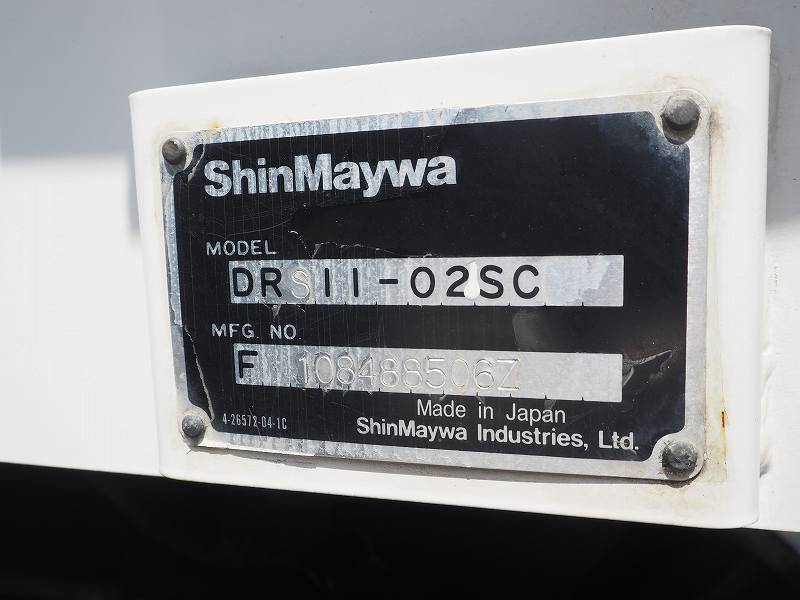 ShinMaywa
MODEL
DRS11-02SC
MFG. NO
F 108488506Z
Made in Japan
4-26572-04-1C
ShinMaywa Industries, Ltd.